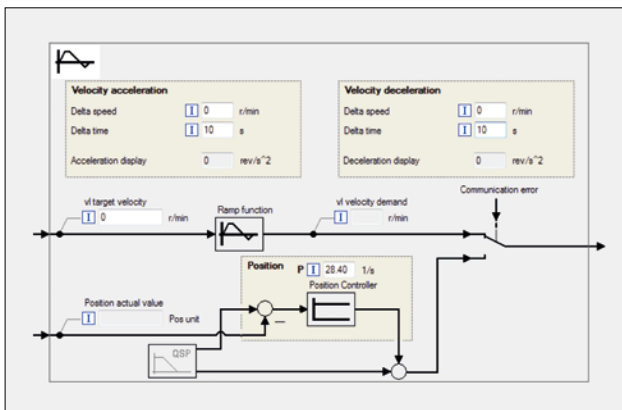 Velocity acceleration
Delta speed I 0 r/min
Delta time I 10 s
Acceleration display 0 rev/s^2
Velocity deceleration
Delta speed I 0 r/min
Delta time I 10 s
Deceleration display 0 rev/s^2
Communication error
vl target velocity
I 0 r/min
Ramp function
vl velocity demand
I r/min
Position P I 28.40 1/s
Position Controller
Position actual value
I Pos unit
QSP